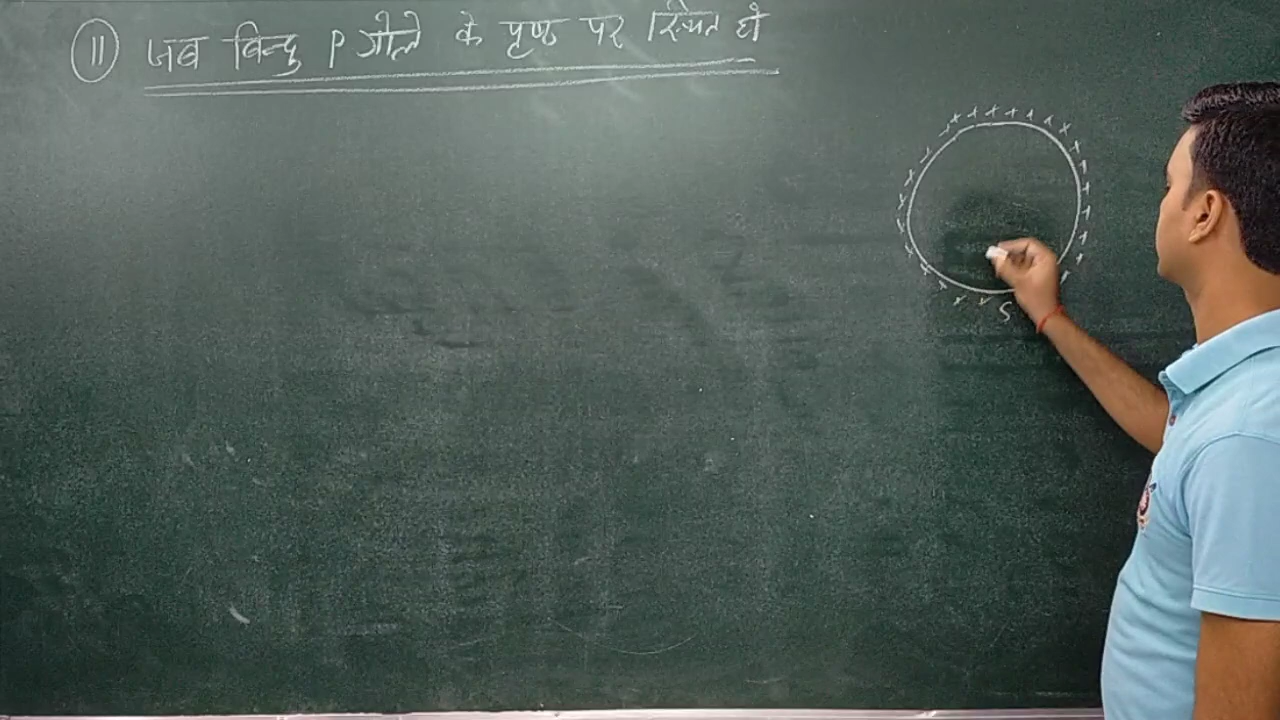 (II) जब बिन्दु P गोले के पृष्ठ पर स्थित हो
+ + + + + + + + + + + + + + + + + + + + + + + + + +
S